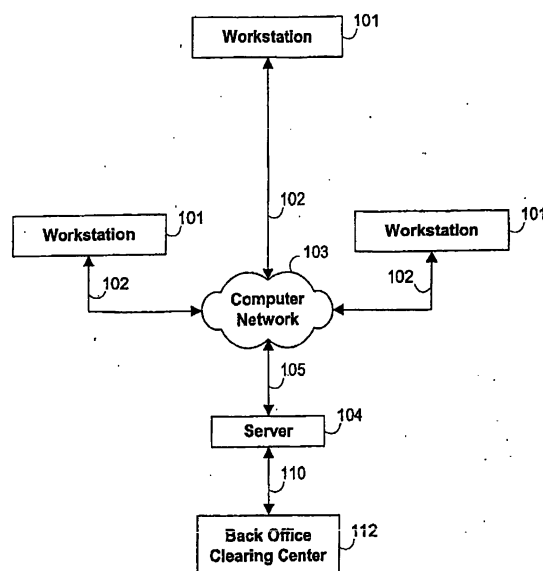 101
Workstation
102
101
Workstation
102
101
Workstation
102
103
Computer
Network
105
104
Server
110
Back Office
Clearing Center
112